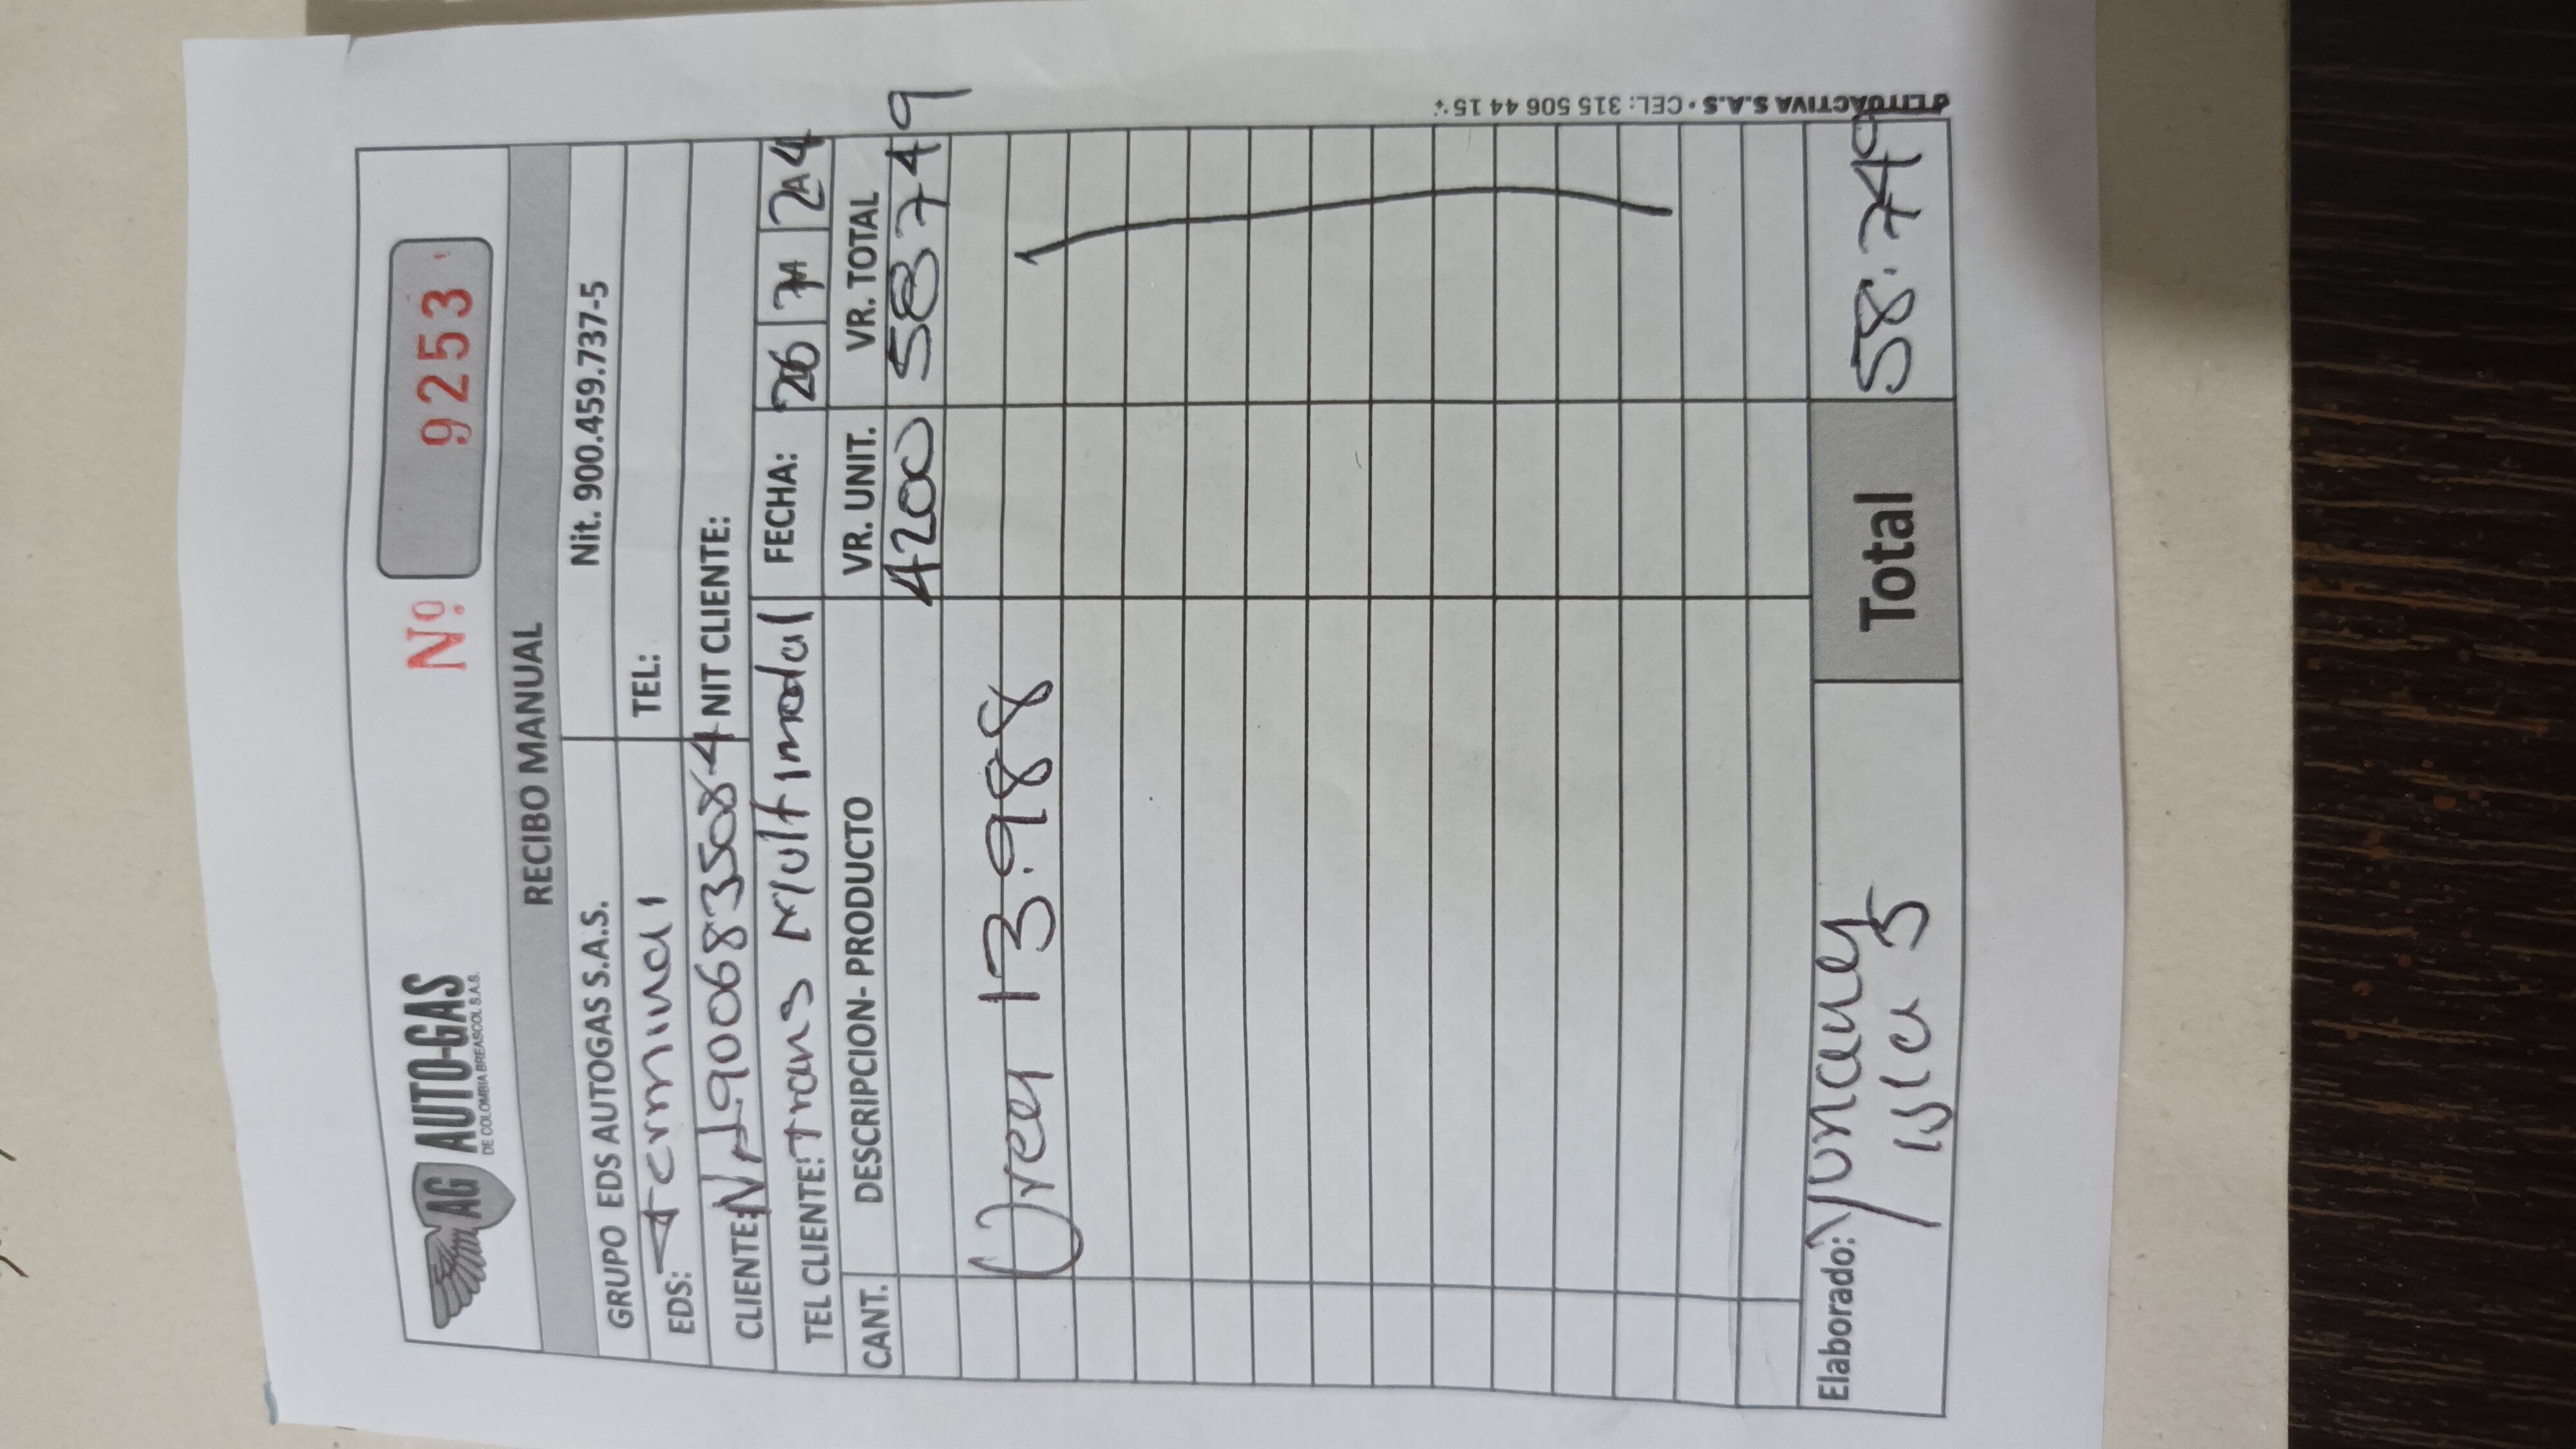 AG AUTO-GAS
DE COLOMBIA BREASCOL S.A.S.
Nº 9253
RECIBO MANUAL
GRUPO EDS AUTOGAS S.A.S. Nit. 900.459.737-5
EDS: Terminal TEL:
CLIENTE: Nit 900683508 4 NIT CLIENTE:
TEL CLIENTE: Trans Multimodal FECHA: 26 7 24
CANT. DESCRIPCION- PRODUCTO VR. UNIT. VR. TOTAL
4200 58749
Urea 13.988
Elaborado: Isla 5 Total 58.749
LITOACTIVA S.A.S • CEL: 315 506 44 15